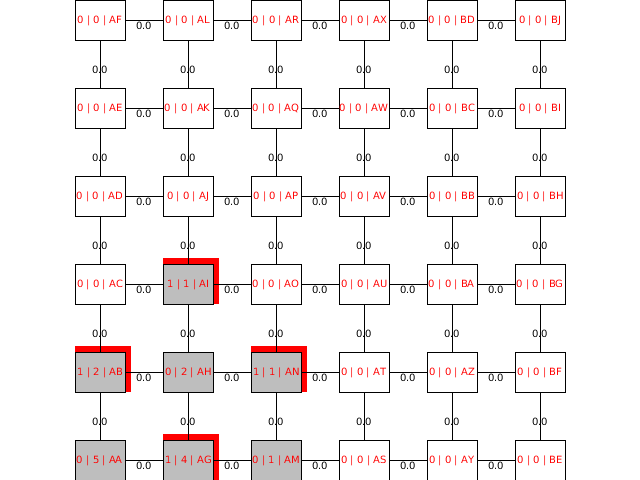 0 | 0 | AF 0.0 0 | 0 | AL 0.0 0 | 0 | AR 0.0 0 | 0 | AX 0.0 0 | 0 | BD 0.0 0 | 0 | BJ
0.0 0.0 0.0 0.0 0.0 0.0
0 | 0 | AE 0.0 0 | 0 | AK 0.0 0 | 0 | AQ 0.0 0 | 0 | AW 0.0 0 | 0 | BC 0.0 0 | 0 | BI
0.0 0.0 0.0 0.0 0.0 0.0
0 | 0 | AD 0.0 0 | 0 | AJ 0.0 0 | 0 | AP 0.0 0 | 0 | AV 0.0 0 | 0 | BB 0.0 0 | 0 | BH
0.0 0.0 0.0 0.0 0.0 0.0
0 | 0 | AC 0.0 1 | 1 | AI 0.0 0 | 0 | AO 0.0 0 | 0 | AU 0.0 0 | 0 | BA 0.0 0 | 0 | BG
0.0 0.0 0.0 0.0 0.0 0.0
1 | 2 | AB 0.0 0 | 2 | AH 0.0 1 | 1 | AN 0.0 0 | 0 | AT 0.0 0 | 0 | AZ 0.0 0 | 0 | BF
0.0 0.0 0.0 0.0 0.0 0.0
0 | 5 | AA 0.0 1 | 4 | AG 0.0 0 | 1 | AM 0.0 0 | 0 | AS 0.0 0 | 0 | AY 0.0 0 | 0 | BE